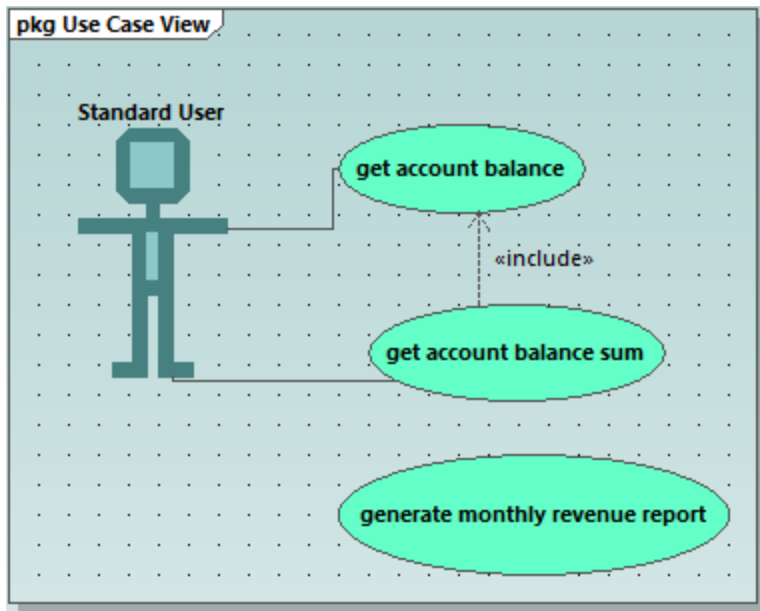 pkg Use Case View
Standard User
get account balance
«include»
get account balance sum
generate monthly revenue report